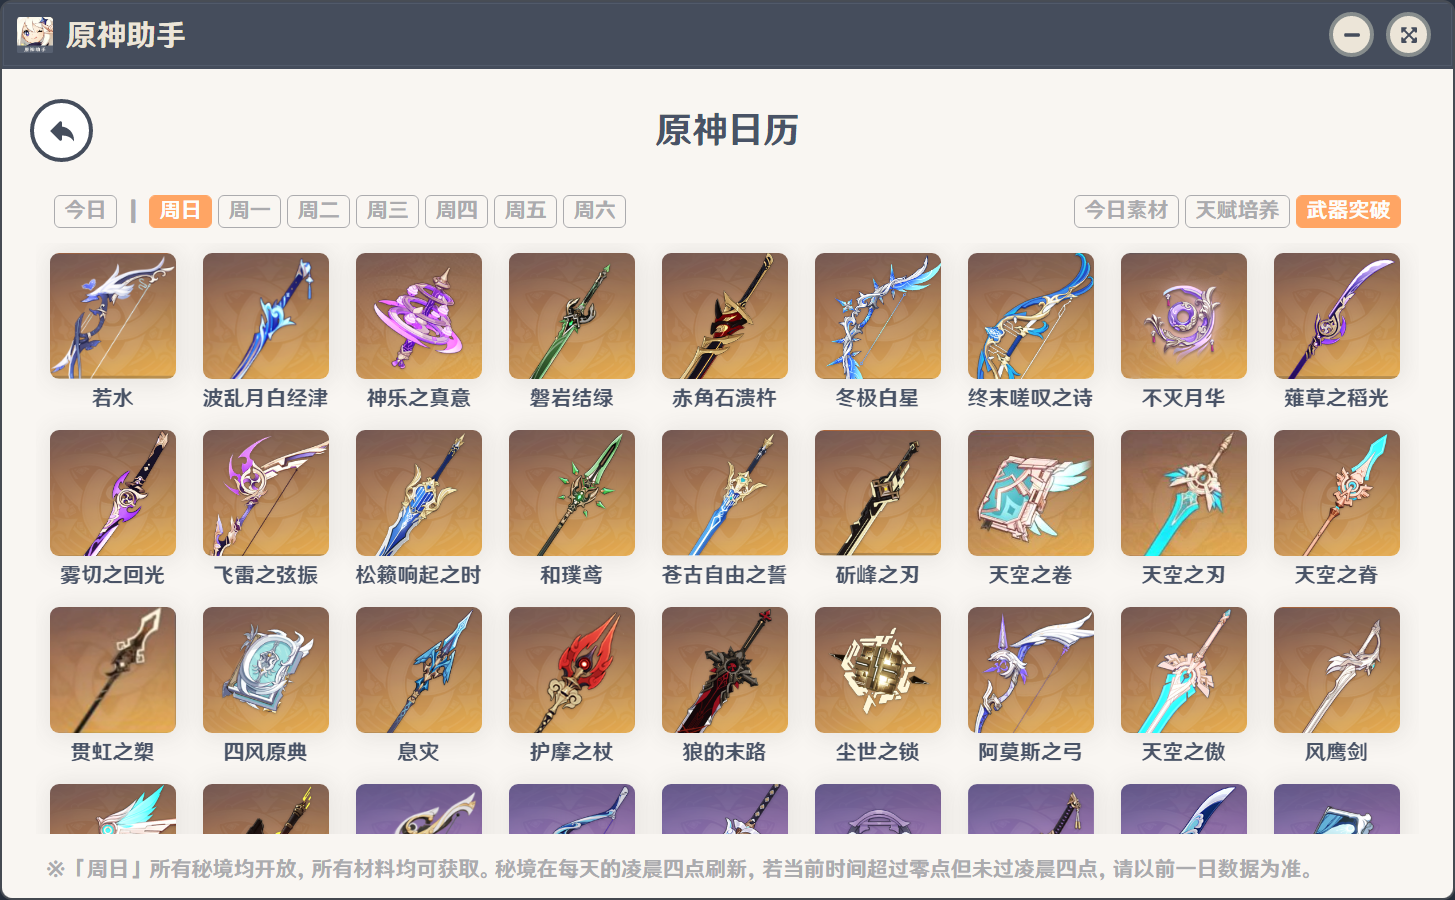 原神助手
原神日历
今日 | 周日 周一 周二 周三 周四 周五 周六 今日素材 天赋培养 武器突破
若水 波乱月白经津 神乐之真意 磐岩结绿 赤角石溃杵 冬极白星 终末嗟叹之诗 不灭月华 薙草之稻光
雾切之回光 飞雷之弦振 松籁响起之时 和璞鸢 苍古自由之誓 斫峰之刃 天空之卷 天空之刃 天空之脊
贯虹之槊 四风原典 息灾 护摩之杖 狼的末路 尘世之锁 阿莫斯之弓 天空之傲 风鹰剑
※「周日」所有秘境均开放, 所有材料均可获取。秘境在每天的凌晨四点刷新, 若当前时间超过零点但未过凌晨四点, 请以前一日数据为准。